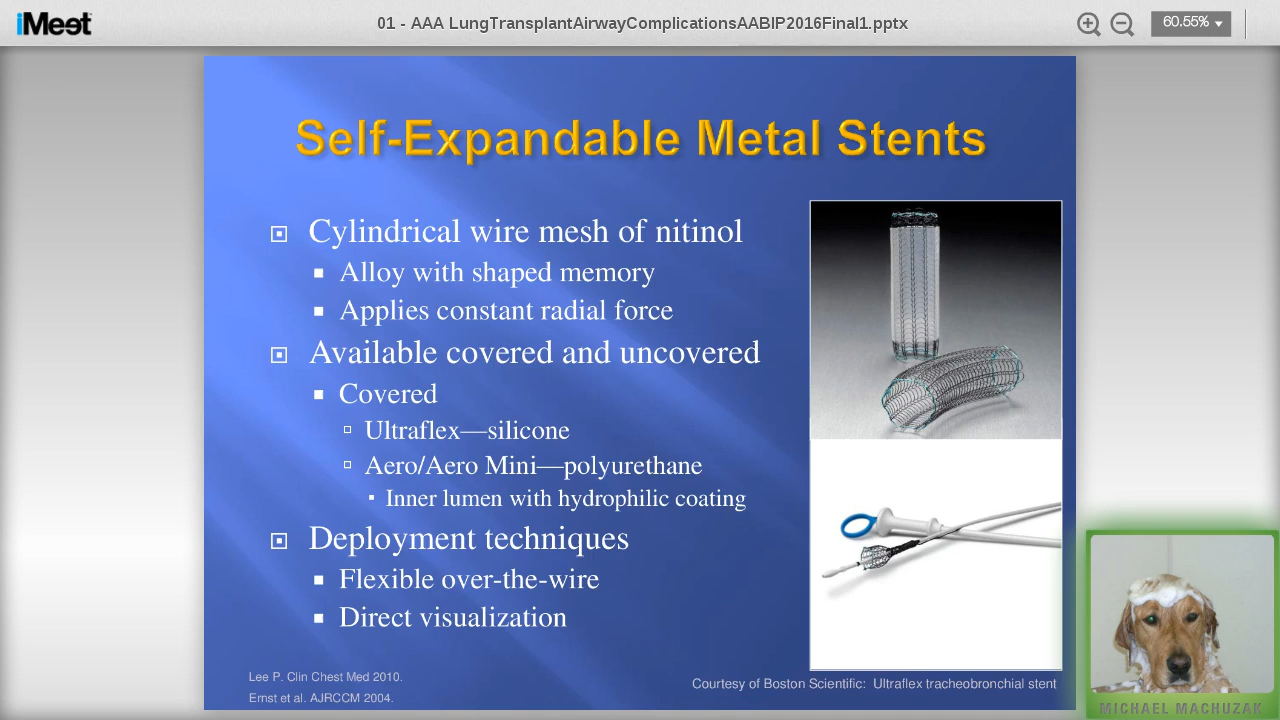 iMeet
01 - AAA LungTransplantAirwayComplicationsAABIP2016Final1.pptx
60.55%
Self-Expandable Metal Stents
Cylindrical wire mesh of nitinol
Alloy with shaped memory
Applies constant radial force
Available covered and uncovered
Covered
Ultraflex—silicone
Aero/Aero Mini—polyurethane
Inner lumen with hydrophilic coating
Deployment techniques
Flexible over-the-wire
Direct visualization
Lee P. Clin Chest Med 2010.
Ernst et al. AJRCCM 2004.
Courtesy of Boston Scientific: Ultraflex tracheobronchial stent
MICHAEL MACHUZAK